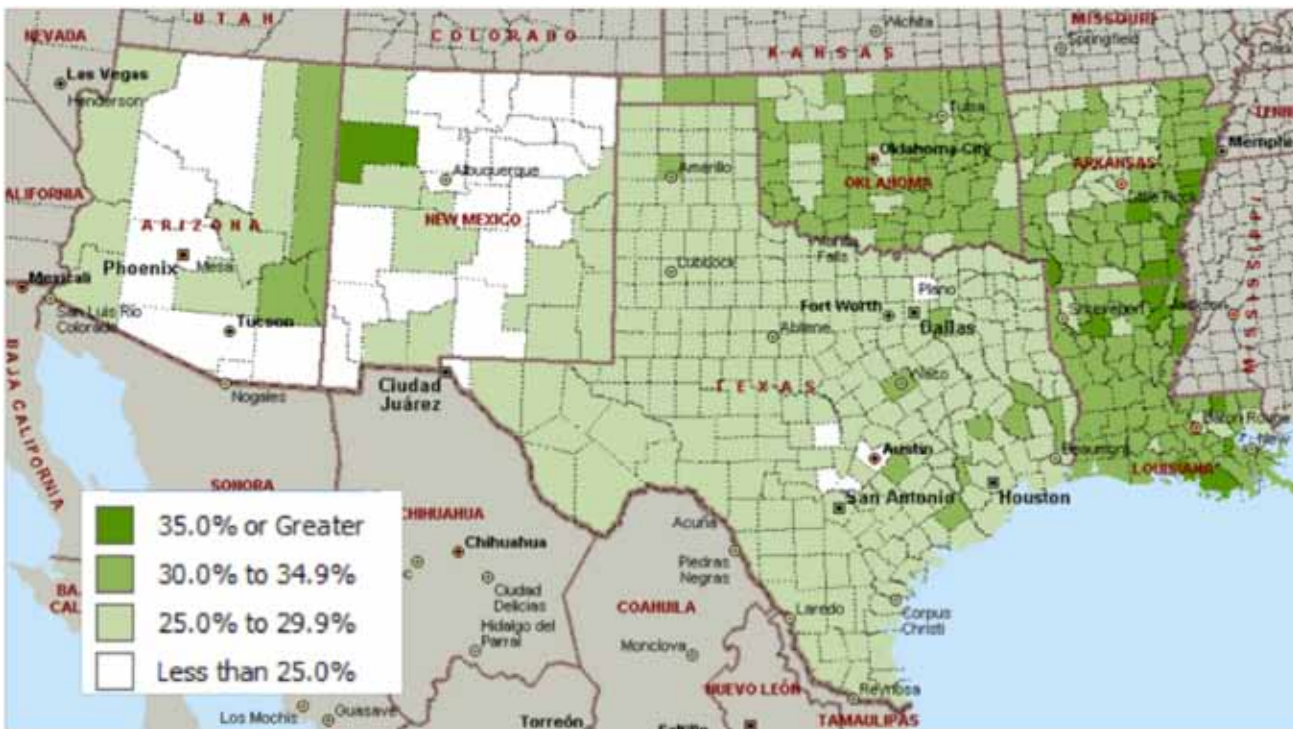 UTAH
COLORADO
KANSAS
Wichita
MISSOURI
Springfield
NEVADA
Las Vegas
Henderson
Tulsa
TENN
Memphis
Albuquerque
Amarillo
Oklahoma City
OKLAHOMA
ARKANSAS
Little Rock
CALIFORNIA
ARIZONA
NEW MEXICO
Phoenix
Mesa
Lubbock
Wichita
Falls
Mexicali
San Luis Río
Colorado
Tucson
Plano
Fort Worth
Dallas
Abilene
Shreveport
Jackson
MISSISSIPPI
Nogales
Ciudad
Juárez
TEXAS
Waco
Baton Rouge
New
BAJA CALIFORNIA
Austin
Beaumont
LOUISIANA
SONORA
San Antonio
Houston
CHIHUAHUA
Acuña
Chihuahua
Piedras
Negras
Ciudad
Delicias
COAHUILA
Laredo
Corpus
Christi
Hidalgo del
Parral
Monclova
35.0% or Greater
30.0% to 34.9%
25.0% to 29.9%
Less than 25.0%
NUEVO LEÓN
Reynosa
Los Mochis
Guasave
Torreón
TAMAULIPAS